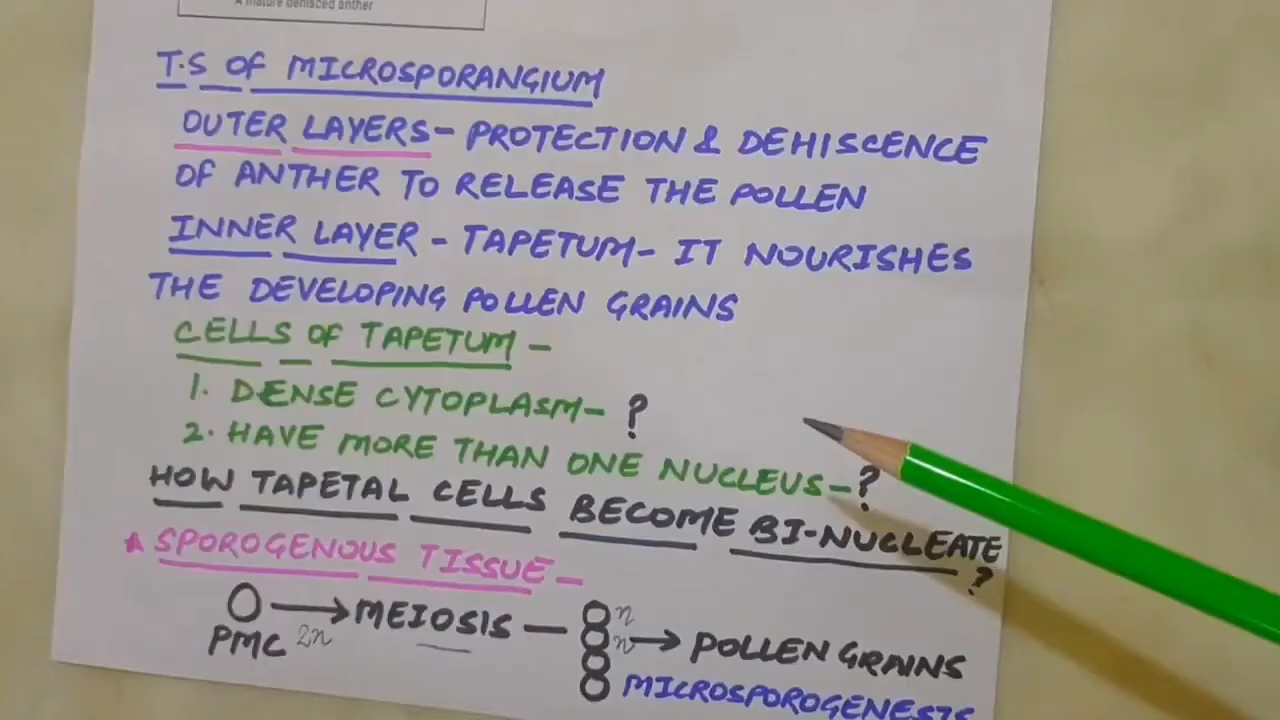 A mature dehisced anther
T.S OF MICROSPORANGIUM
OUTER LAYERS- PROTECTION & DEHISCENCE
OF ANTHER TO RELEASE THE POLLEN
INNER LAYER - TAPETUM- IT NOURISHES
THE DEVELOPING POLLEN GRAINS
CELLS OF TAPETUM -
1. DENSE CYTOPLASM- ?
2. HAVE MORE THAN ONE NUCLEUS-?
HOW TAPETAL CELLS BECOME BI-NUCLEATE
?
* SPOROGENOUS TISSUE -
PMC 2n → MEIOSIS - n n → POLLEN GRAINS
MICROSPOROGENESIS